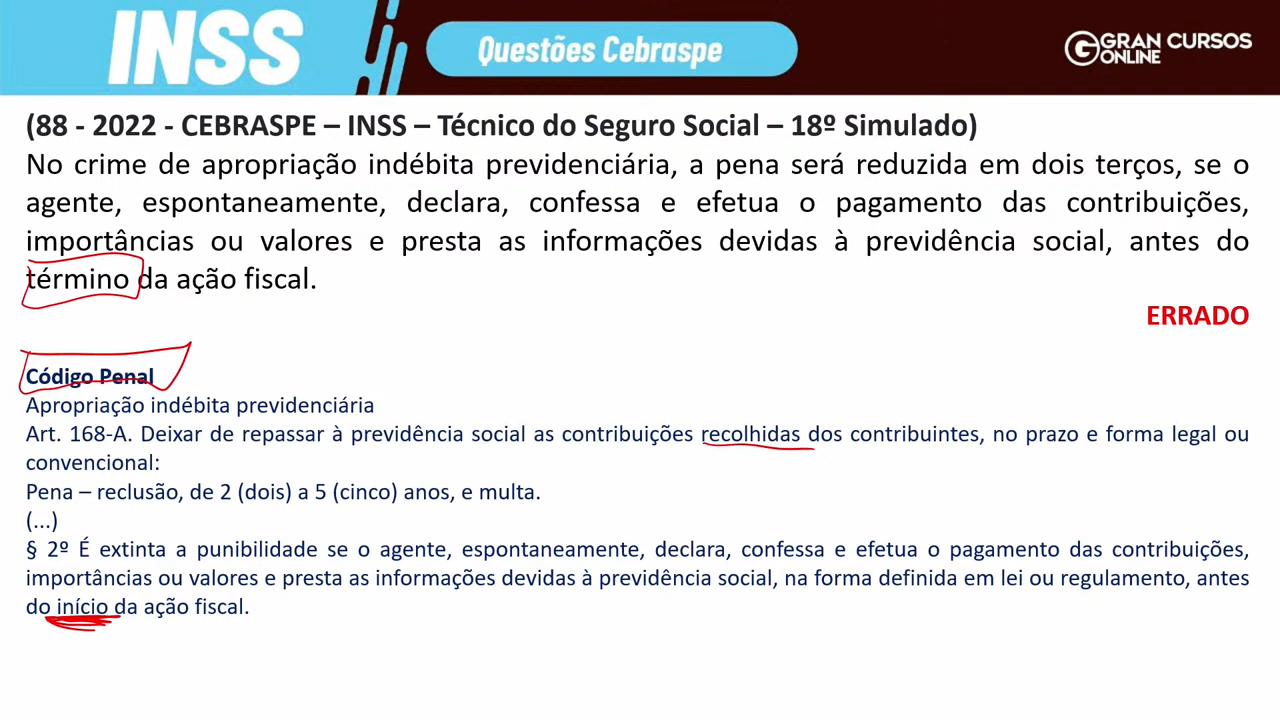 INSS
Questões Cebraspe
GRAN CURSOS
ONLINE
(88 - 2022 - CEBRASPE – INSS – Técnico do Seguro Social – 18º Simulado)
No crime de apropriação indébita previdenciária, a pena será reduzida em dois terços, se o
agente, espontaneamente, declara, confessa e efetua o pagamento das contribuições,
importâncias ou valores e presta as informações devidas à previdência social, antes do
término da ação fiscal.
ERRADO
Código Penal
Apropriação indébita previdenciária
Art. 168-A. Deixar de repassar à previdência social as contribuições recolhidas dos contribuintes, no prazo e forma legal ou
convencional:
Pena – reclusão, de 2 (dois) a 5 (cinco) anos, e multa.
(...)
§ 2º É extinta a punibilidade se o agente, espontaneamente, declara, confessa e efetua o pagamento das contribuições,
importâncias ou valores e presta as informações devidas à previdência social, na forma definida em lei ou regulamento, antes
do início da ação fiscal.